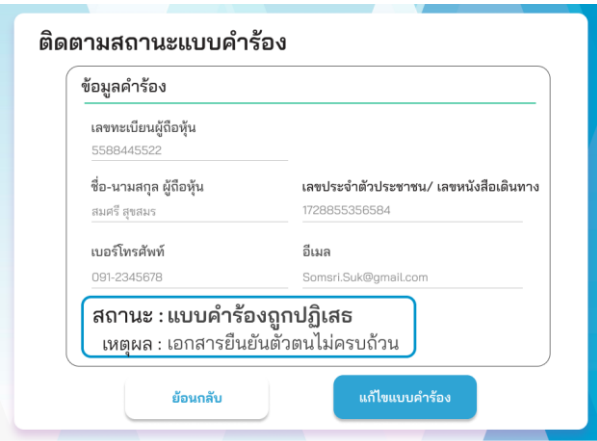 ติดตามสถานะแบบคำร้อง
ข้อมูลคำร้อง
เลขทะเบียนผู้ถือหุ้น
5588445522
ชื่อ-นามสกุล ผู้ถือหุ้น เลขประจำตัวประชาชน/ เลขหนังสือเดินทาง
สมศรี สุขสมร 1728855356584
เบอร์โทรศัพท์ อีเมล
091-2345678 Somsri.Suk@gmail.com
สถานะ : แบบคำร้องถูกปฏิเสธ
เหตุผล : เอกสารยืนยันตัวตนไม่ครบถ้วน
ย้อนกลับ แก้ไขแบบคำร้อง